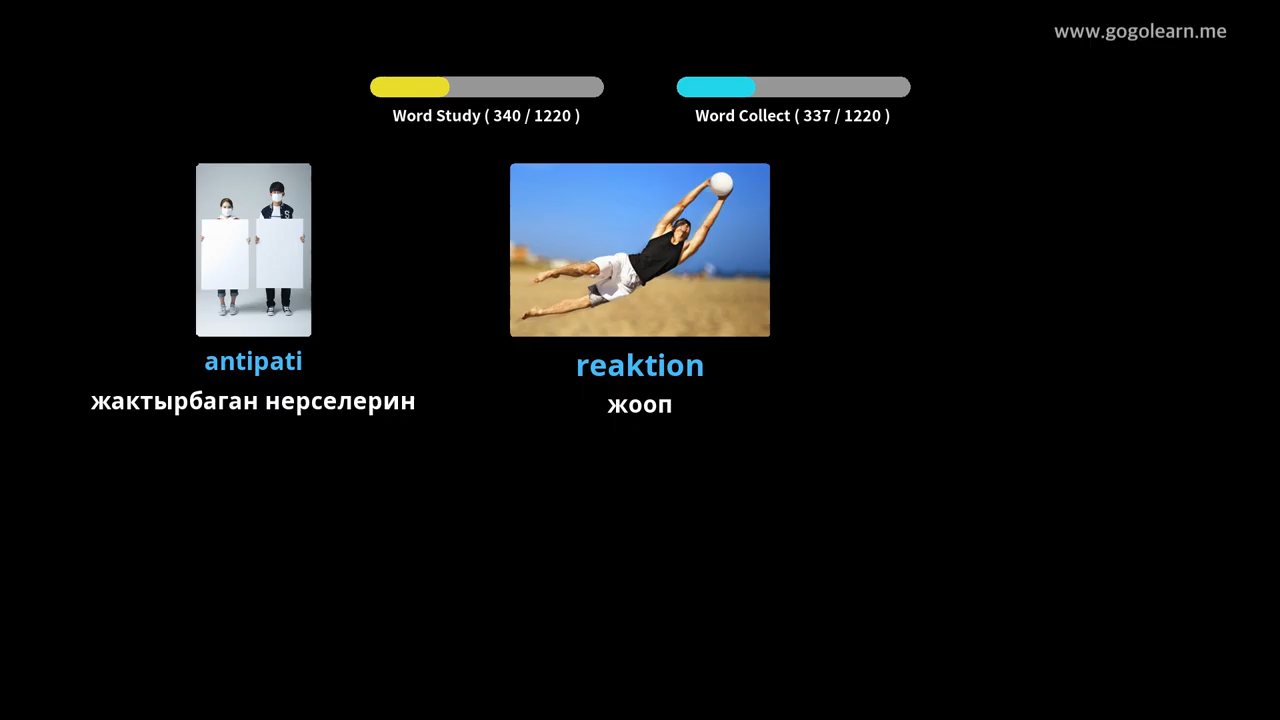 www.gogolearn.me
Word Study ( 340 / 1220 )
Word Collect ( 337 / 1220 )
antipati
жактырбаган нерселерин
reaktion
жооп